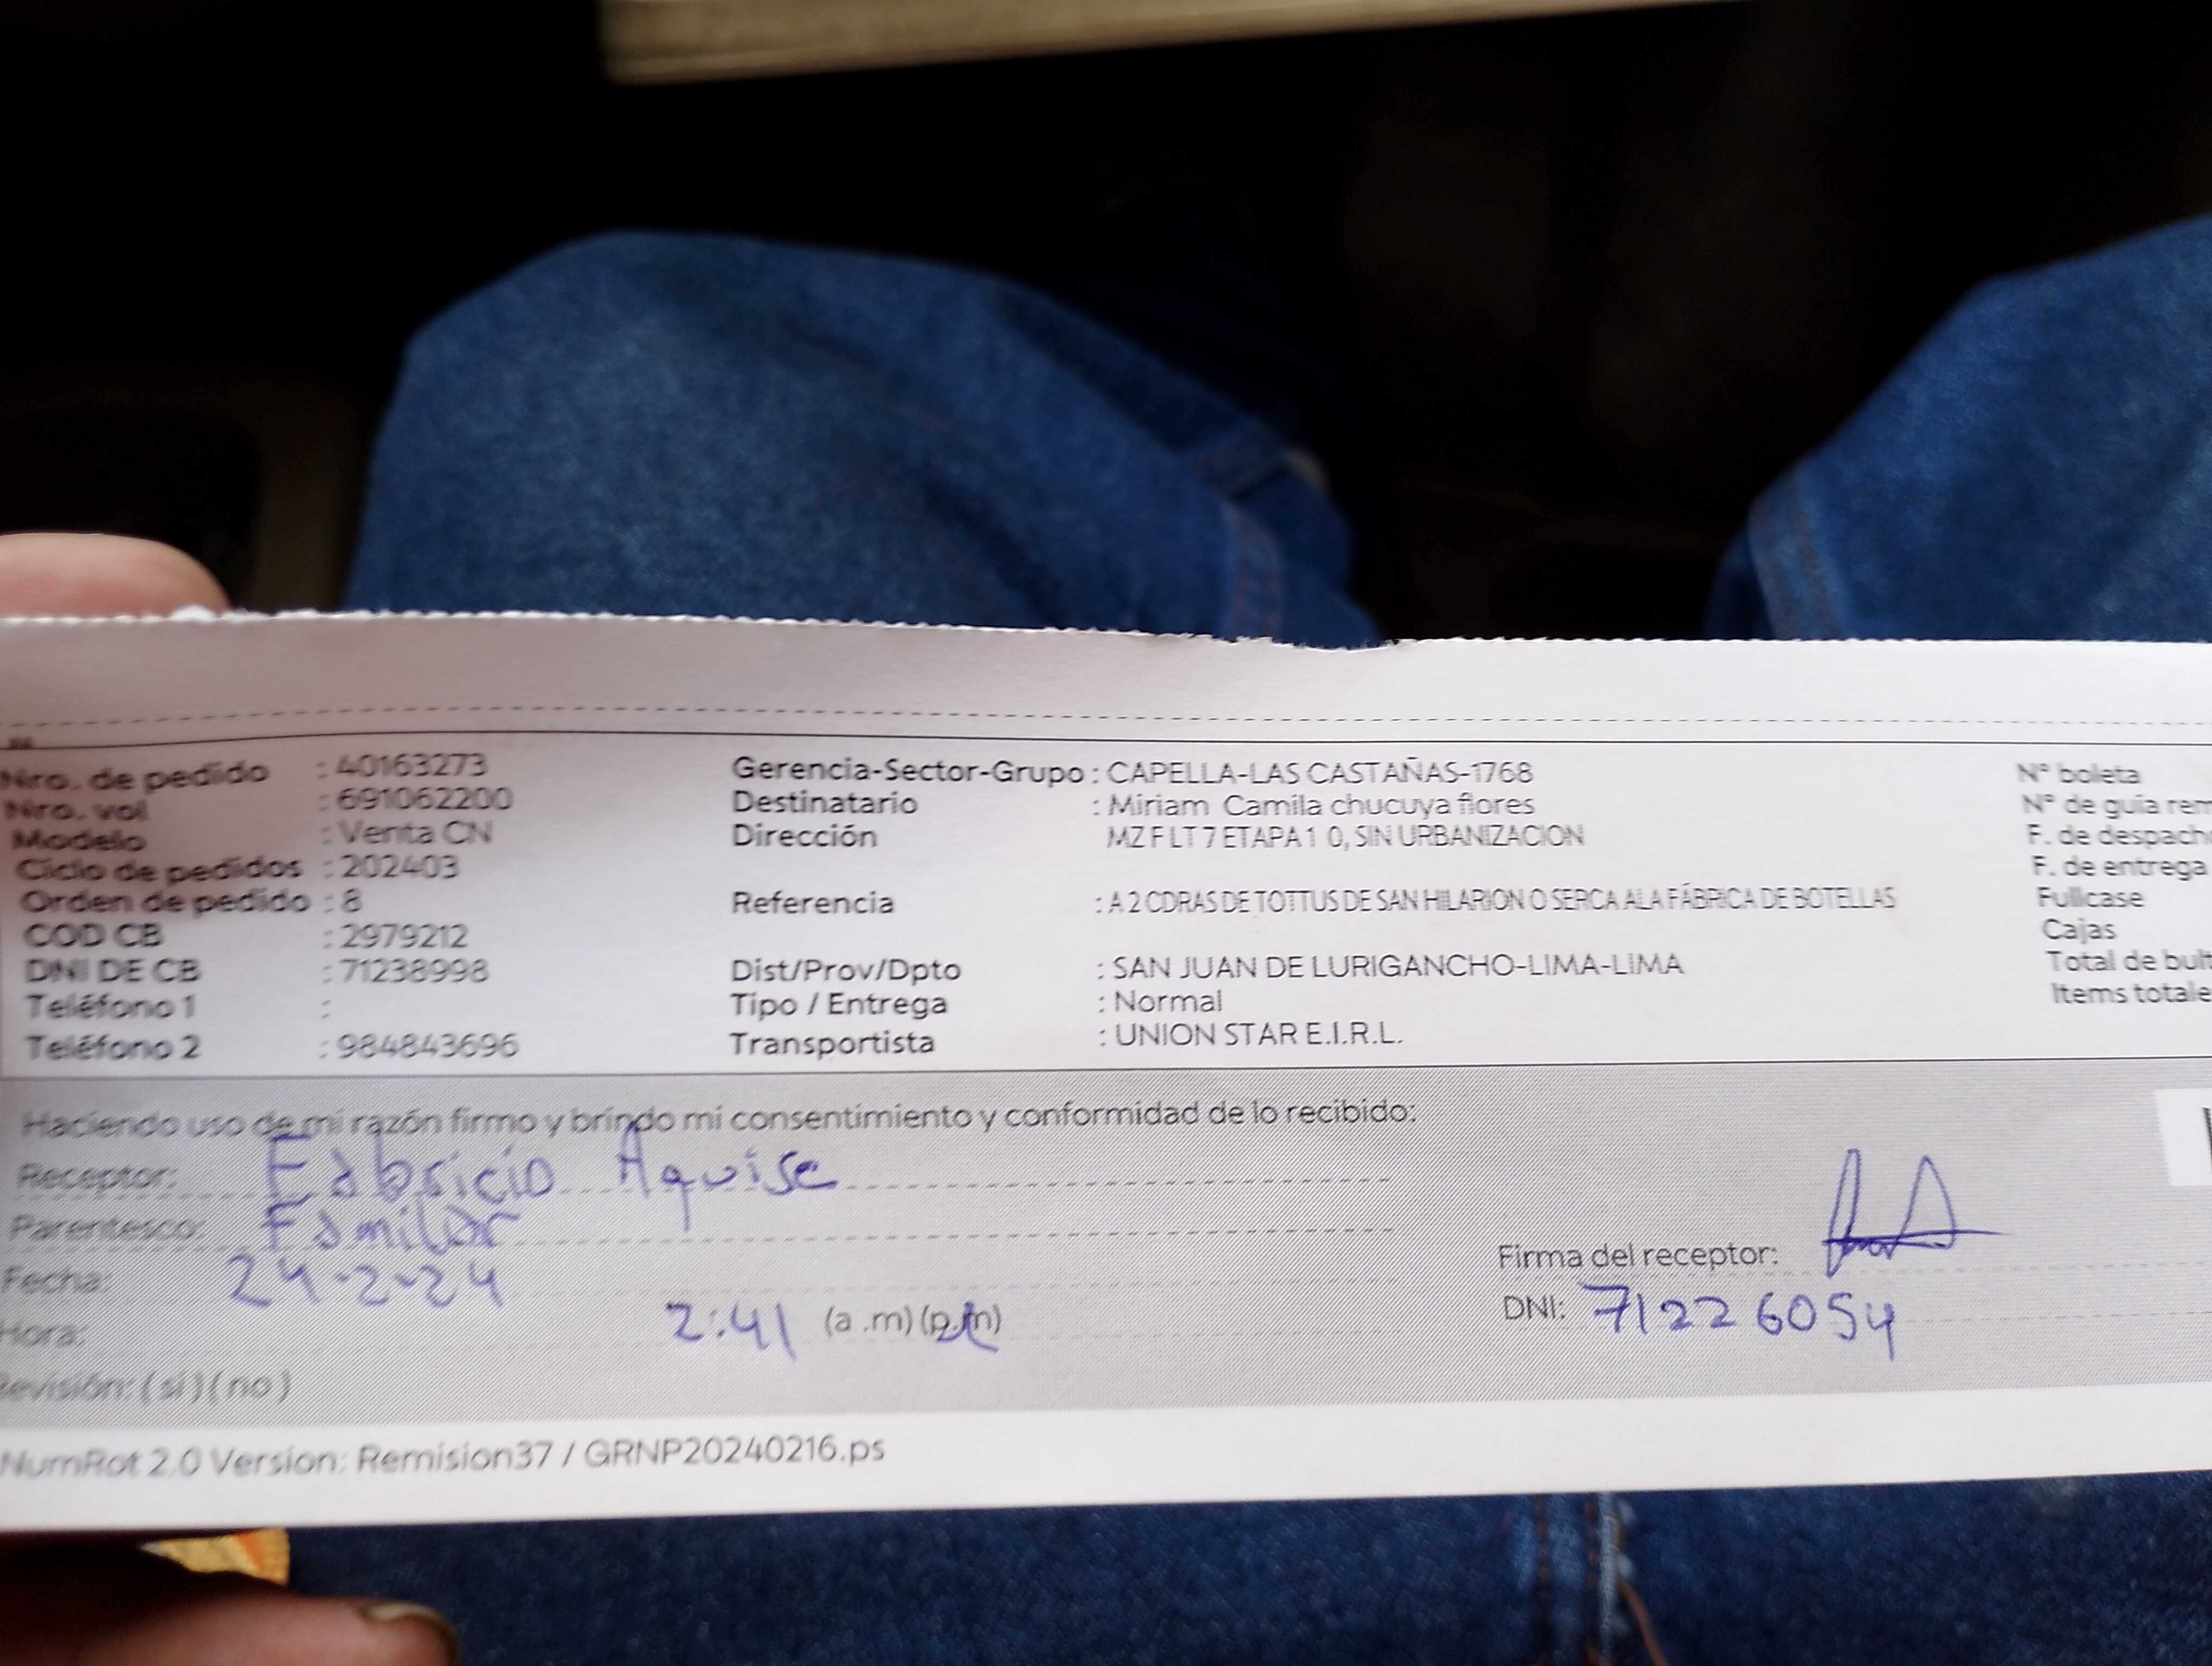 Nro. de pedido : 40163273
Nro. vol : 691062200
Modelo : Venta CN
Ciclo de pedidos : 202403
Orden de pedido : 8
COD CB : 2979212
DNI DE CB : 71238998
Teléfono 1 :
Teléfono 2 : 984843696
Gerencia-Sector-Grupo : CAPELLA-LAS CASTAÑAS-1768
Destinatario : Miriam Camila chucuya flores
Dirección MZ F LT 7 ETAPA 1 0, SIN URBANIZACION
Referencia : A 2 CDRAS DE TOTTUS DE SAN HILARION O SERCA ALA FÁBRICA DE BOTELLAS
Dist/Prov/Dpto : SAN JUAN DE LURIGANCHO-LIMA-LIMA
Tipo / Entrega : Normal
Transportista : UNION STAR E.I.R.L.
N° boleta
N° de guía rem
F. de despach
F. de entrega
Fullcase
Cajas
Total de bult
Items totale
Haciendo uso de mi razón firmo y brindo mi consentimiento y conformidad de lo recibido:
Receptor: Fabricio Aquise
Parentesco: Familiar
Fecha: 24-2-24
Hora: 2:41 (a .m) (p.m)
Revisión: ( sí ) ( no )
Firma del receptor:
DNI: 71226054
NumRot 2.0 Version: Remision37 / GRNP20240216.ps